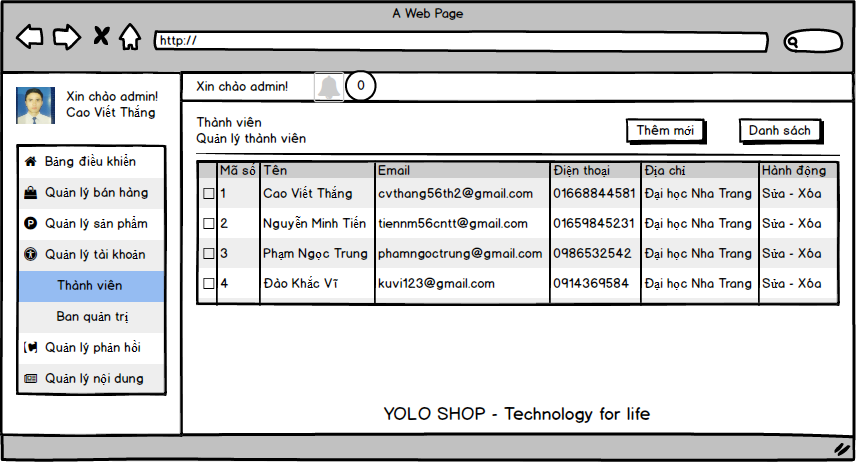 A Web Page
http://
Xin chào admin!
Cao Viết Thắng
Bảng điều khiển
Quản lý bán hàng
Quản lý sản phẩm
Quản lý tài khoản
Thành viên
Ban quản trị
Quản lý phản hồi
Quản lý nội dung
Xin chào admin! 0
Thành viên
Quản lý thành viên
Thêm mới Danh sách
Mã số Tên Email Điện thoại Địa chỉ Hành động
1 Cao Viết Thắng cvthang56th2@gmail.com 01668844581 Đại học Nha Trang Sửa - Xóa
2 Nguyễn Minh Tiến tiennm56cntt@gmail.com 01659845231 Đại học Nha Trang Sửa - Xóa
3 Phạm Ngọc Trung phamngoctrung@gmail.com 0986532542 Đại học Nha Trang Sửa - Xóa
4 Đào Khắc Vĩ kuvi123@gmail.com 0914369584 Đại học Nha Trang Sửa - Xóa
YOLO SHOP - Technology for life